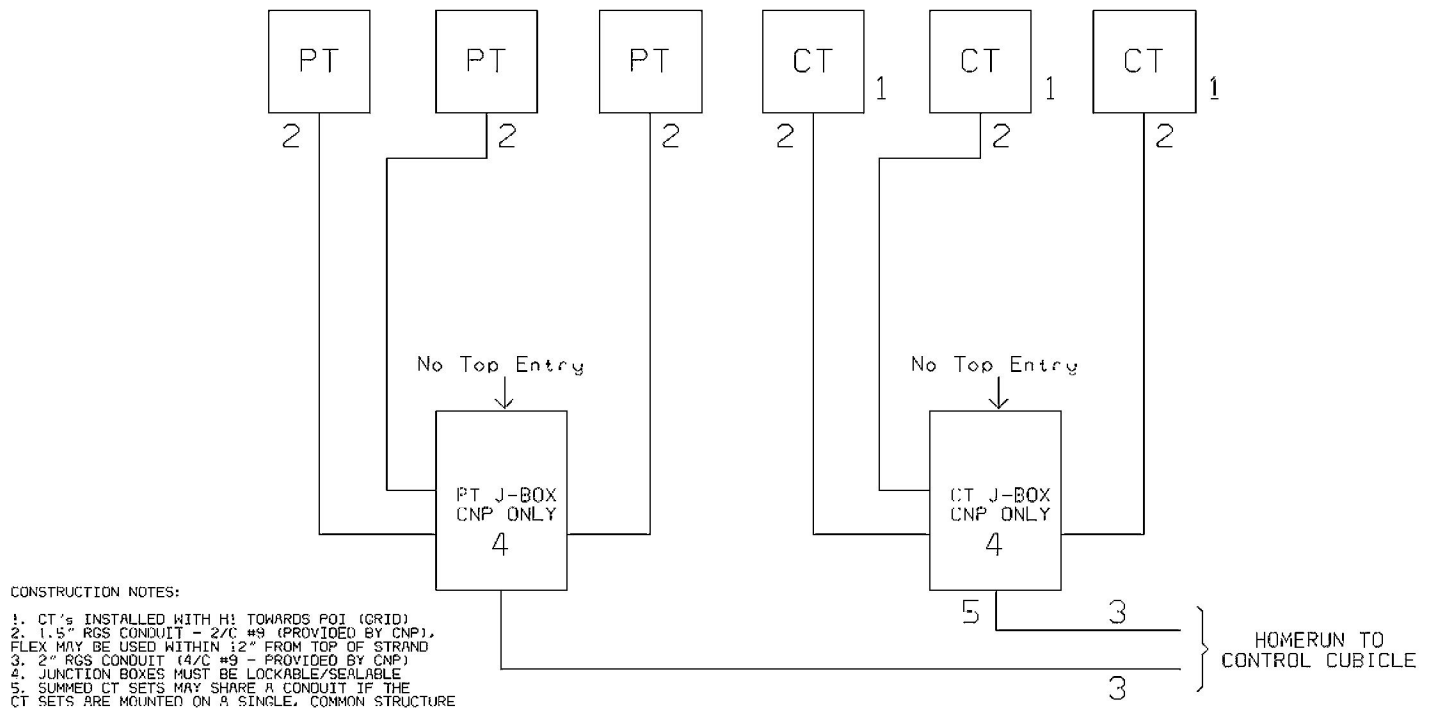 PT PT PT CT CT CT
1 1 1
2 2 2 2 2 2
No Top Entry No Top Entry
PT J-BOX
CNP ONLY
4
CT J-BOX
CNP ONLY
4
5 3
3
HOMERUN TO
CONTROL CUBICLE
CONSTRUCTION NOTES:
1. CT's INSTALLED WITH H1 TOWARDS POI (GRID)
2. 1.5" RGS CONDUIT - 2/C #9 (PROVIDED BY CNP),
FLEX MAY BE USED WITHIN 12" FROM TOP OF STRAND
3. 2" RGS CONDUIT (4/C #9 - PROVIDED BY CNP)
4. JUNCTION BOXES MUST BE LOCKABLE/SEALABLE
5. SUMMED CT SETS MAY SHARE A CONDUIT IF THE
CT SETS ARE MOUNTED ON A SINGLE, COMMON STRUCTURE